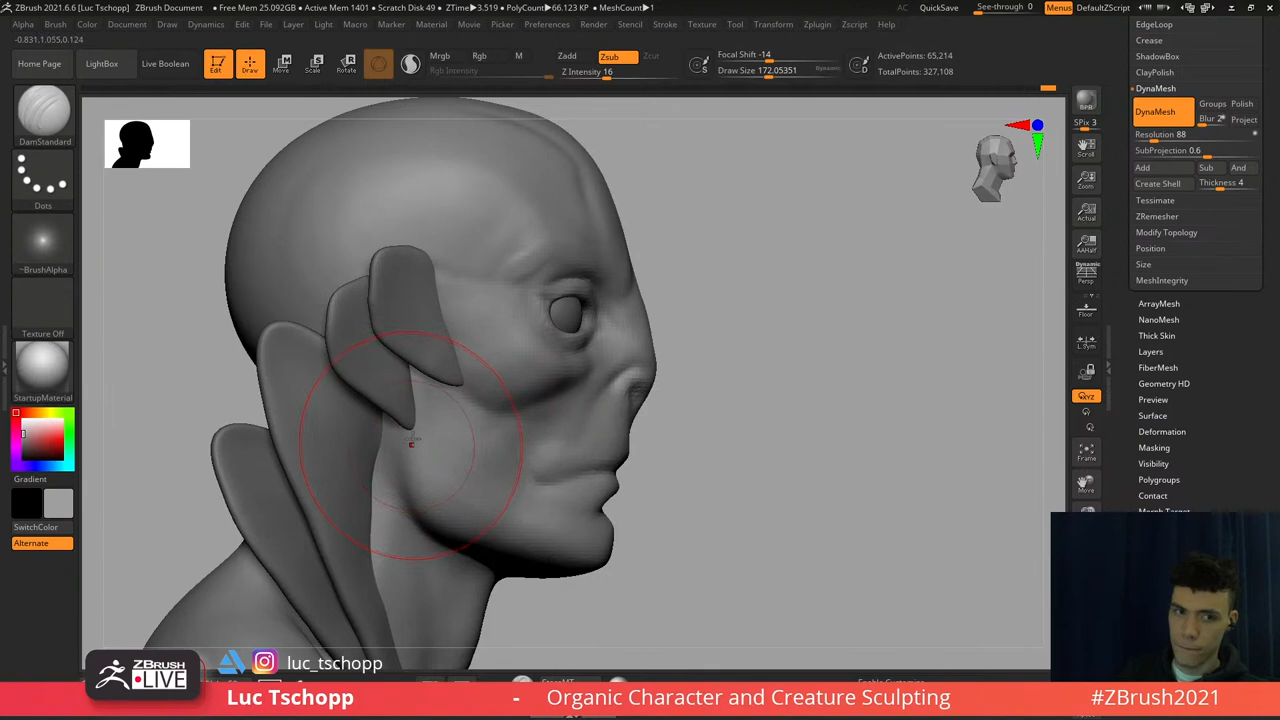 ZBrush 2021.6.6 [Luc Tschopp] ZBrush Document ● Free Mem 25.092GB ● Active Mem 1401 ● Scratch Disk 49 ● ZTime▶3.519 ● PolyCount▶66.123 KP ● MeshCount▶1 AC QuickSave See-through 0 Menus DefaultZScript
Alpha Brush Color Document Draw Dynamics Edit File Layer Light Macro Marker Material Movie Picker Preferences Render Stencil Stroke Texture Tool Transform Zplugin Zscript Help
-0.831,1.055,0.124
Home Page LightBox Live Boolean Edit Draw Move Scale Rotate
Mrgb Rgb M
Rgb Intensity
Zadd Zsub Zcut
Z Intensity 16
Focal Shift -14
Draw Size 172.05351 Dynamic
ActivePoints: 65,214
TotalPoints: 327,108
DamStandard
Dots
~BrushAlpha
Texture Off
StartupMaterial
Gradient
SwitchColor
Alternate
BPR
SPix 3
Scroll
Zoom
Actual
AAHalf
Dynamic
Persp
Floor
L.Sym
XYZ
Frame
Move
EdgeLoop
Crease
ShadowBox
ClayPolish
DynaMesh
DynaMesh Groups Polish
Blur 2 Project
Resolution 88
SubProjection 0.6
Add Sub And
Create Shell Thickness 4
Tessimate
ZRemesher
Modify Topology
Position
Size
MeshIntegrity
ArrayMesh
NanoMesh
Thick Skin
Layers
FiberMesh
Geometry HD
Preview
Surface
Deformation
Masking
Visibility
Polygroups
Contact
Morph Target
ZBRUSH
LIVE
luc_tschopp
Luc Tschopp - Organic Character and Creature Sculpting #ZBrush2021